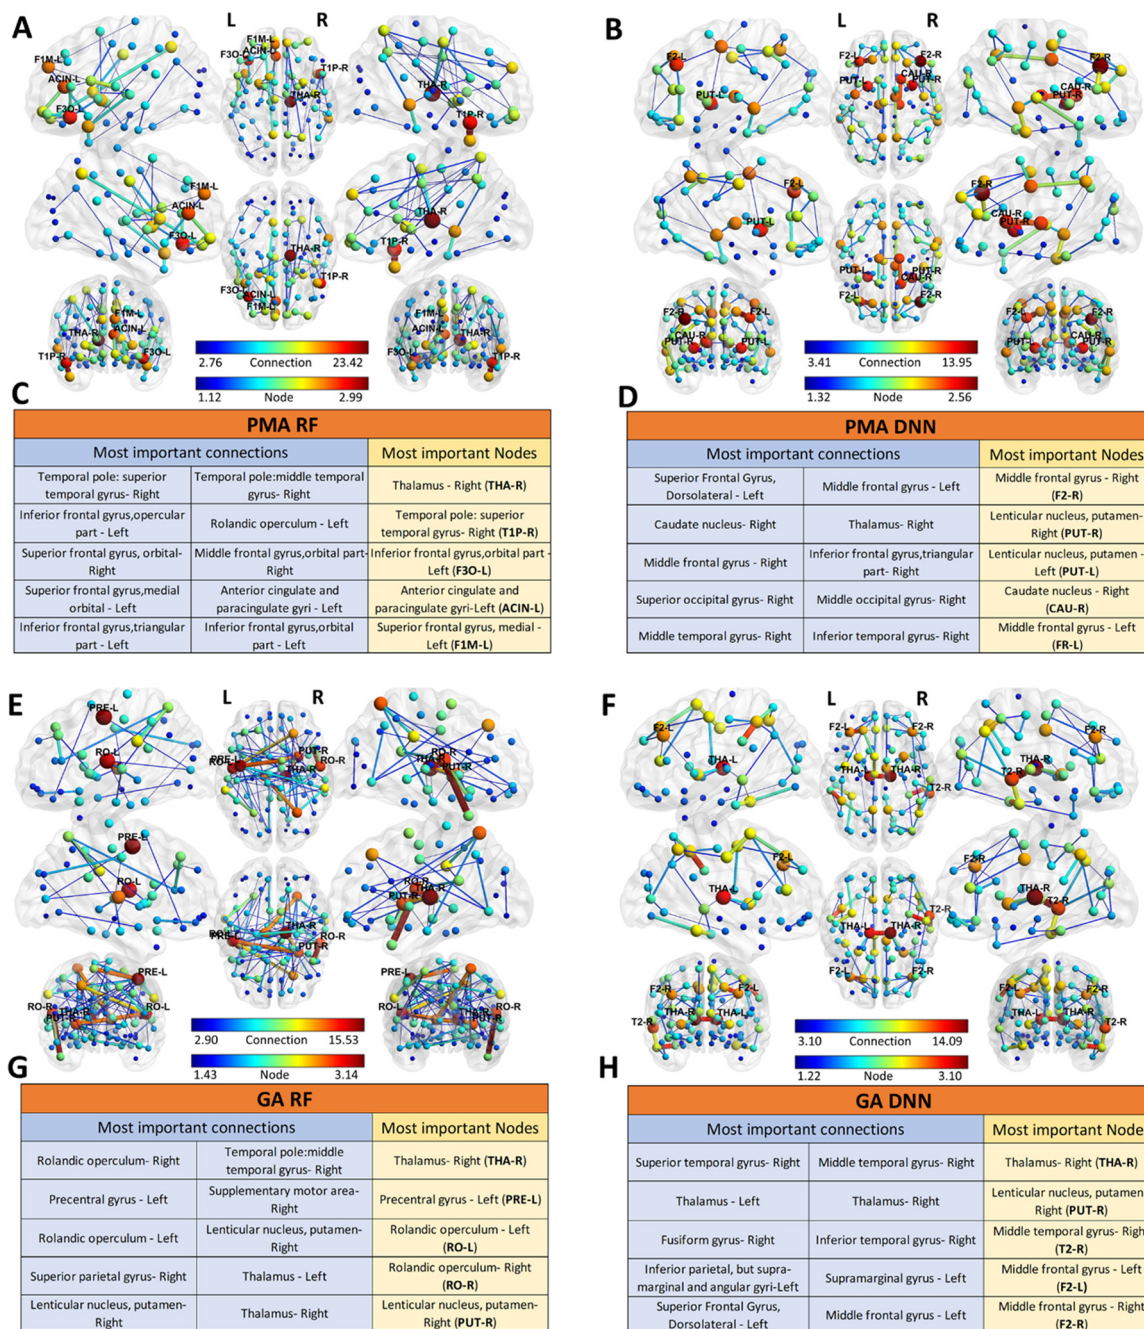 A
L
R
F1M-L
ACIN-L
F3O-L
F1M-L
F3O-L
T1P-R
THA-R
THA-R
T1P-R
F1M-L
ACIN-L
F3O-L
THA-R
F3O-L
ACIN-L
F1M-L
T1P-R
THA-R
T1P-R
F1M-L
THA-R
ACIN-L
T1P-R
F3O-L
F1M-L
ACIN-L
THA-R
F3O-L
T1P-R
2.76
Connection
23.42
1.12
Node
2.99
B
L
R
F2-L
PUT-L
F2-L
F2-R
PUT-L
CAU-R
PUT-R
F2-R
CAU-R
PUT-R
F2-L
PUT-L
PUT-L
PUT-R
CAU-R
F2-L
F2-R
F2-R
CAU-R
PUT-R
F2-R
F2-L
CAU-R
PUT-R
PUT-L
F2-L
F2-R
CAU-R
PUT-L
PUT-R
3.41
Connection
13.95
1.32
Node
2.56
C
PMA RF
Most important connections
Most important Nodes
Temporal pole: superior
temporal gyrus- Right
Temporal pole:middle temporal
gyrus- Right
Thalamus - Right (THA-R)
Inferior frontal gyrus,opercular
part - Left
Rolandic operculum - Left
Temporal pole: superior
temporal gyrus- Right (T1P-R)
Superior frontal gyrus, orbital-
Right
Middle frontal gyrus,orbital part-
Right
Inferior frontal gyrus,orbital part -
Left (F3O-L)
Superior frontal gyrus,medial
orbital - Left
Anterior cingulate and
paracingulate gyri - Left
Anterior cingulate and
paracingulate gyri-Left (ACIN-L)
Inferior frontal gyrus,triangular
part - Left
Inferior frontal gyrus,orbital
part - Left
Superior frontal gyrus, medial -
Left (F1M-L)
D
PMA DNN
Most important connections
Most important Nodes
Superior Frontal Gyrus,
Dorsolateral - Left
Middle frontal gyrus - Left
Middle frontal gyrus - Right
(F2-R)
Caudate nucleus- Right
Thalamus- Right
Lenticular nucleus, putamen-
Right (PUT-R)
Middle frontal gyrus - Right
Inferior frontal gyrus,triangular
part- Right
Lenticular nucleus, putamen -
Left (PUT-L)
Superior occipital gyrus- Right
Middle occipital gyrus- Right
Caudate nucleus - Right
(CAU-R)
Middle temporal gyrus- Right
Inferior temporal gyrus- Right
Middle frontal gyrus - Left
(FR-L)
E
L
R
PRE-L
RO-L
PRE-L
PUT-R
RO-R
THA-R
RO-R
THA-R
PUT-R
PRE-L
RO-L
THA-R
RO-R
PRE-L
PUT-R
RO-R
THA-R
PUT-R
PRE-L
RO-R
RO-L
THA-R
PUT-R
PRE-L
RO-L
RO-R
THA-R
PUT-R
2.90
Connection
15.53
1.43
Node
3.14
F
L
R
F2-L
THA-L
F2-L
F2-R
THA-L
THA-R
T2-R
F2-R
THA-R
T2-R
F2-L
THA-L
T2-R
THA-L
THA-R
F2-L
F2-R
F2-R
THA-R
T2-R
F2-R
F2-L
THA-R
THA-L
T2-R
F2-L
F2-R
THA-L
THA-R
T2-R
3.10
Connection
14.09
1.22
Node
3.10
G
GA RF
Most important connections
Most important Nodes
Rolandic operculum- Right
Temporal pole:middle
temporal gyrus- Right
Thalamus- Right (THA-R)
Precentral gyrus - Left
Supplementary motor area-
Right
Precentral gyrus - Left (PRE-L)
Rolandic operculum - Left
Lenticular nucleus, putamen-
Right
Rolandic operculum - Left
(RO-L)
Superior parietal gyrus- Right
Thalamus - Left
Rolandic operculum- Right
(RO-R)
Lenticular nucleus, putamen-
Right
Thalamus- Right
Lenticular nucleus, putamen-
Right (PUT-R)
H
GA DNN
Most important connections
Most important Nodes
Superior temporal gyrus- Right
Middle temporal gyrus- Right
Thalamus- Right (THA-R)
Thalamus - Left
Thalamus- Right
Lenticular nucleus, putamen-
Right (PUT-R)
Fusiform gyrus- Right
Inferior temporal gyrus- Right
Middle temporal gyrus- Right
(T2-R)
Inferior parietal, but supra-
marginal and angular gyri-Left
Supramarginal gyrus - Left
Middle frontal gyrus - Left
(F2-L)
Superior Frontal Gyrus,
Dorsolateral - Left
Middle frontal gyrus - Left
Middle frontal gyrus - Right
(F2-R)